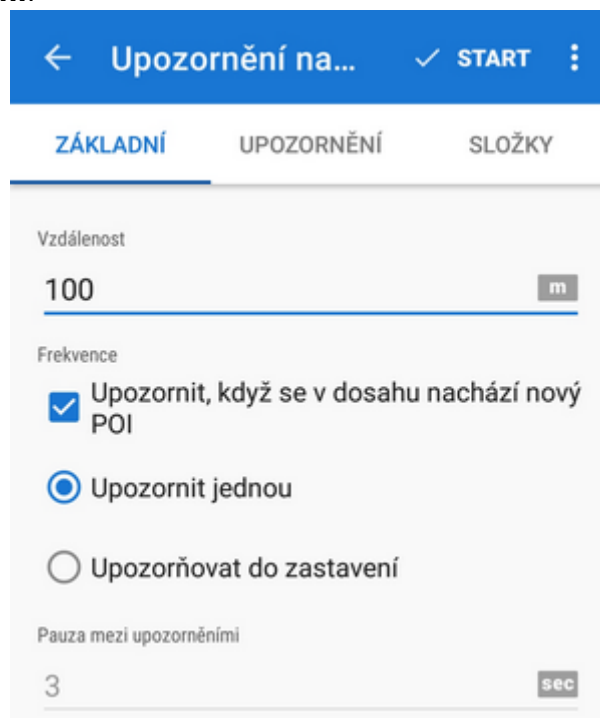 Upozornění na... START
ZÁKLADNÍ UPOZORNĚNÍ SLOŽKY
Vzdálenost
100 m
Frekvence
Upozornit, když se v dosahu nachází nový
POI
Upozornit jednou
Upozorňovat do zastavení
Pauza mezi upozorněními
3 sec